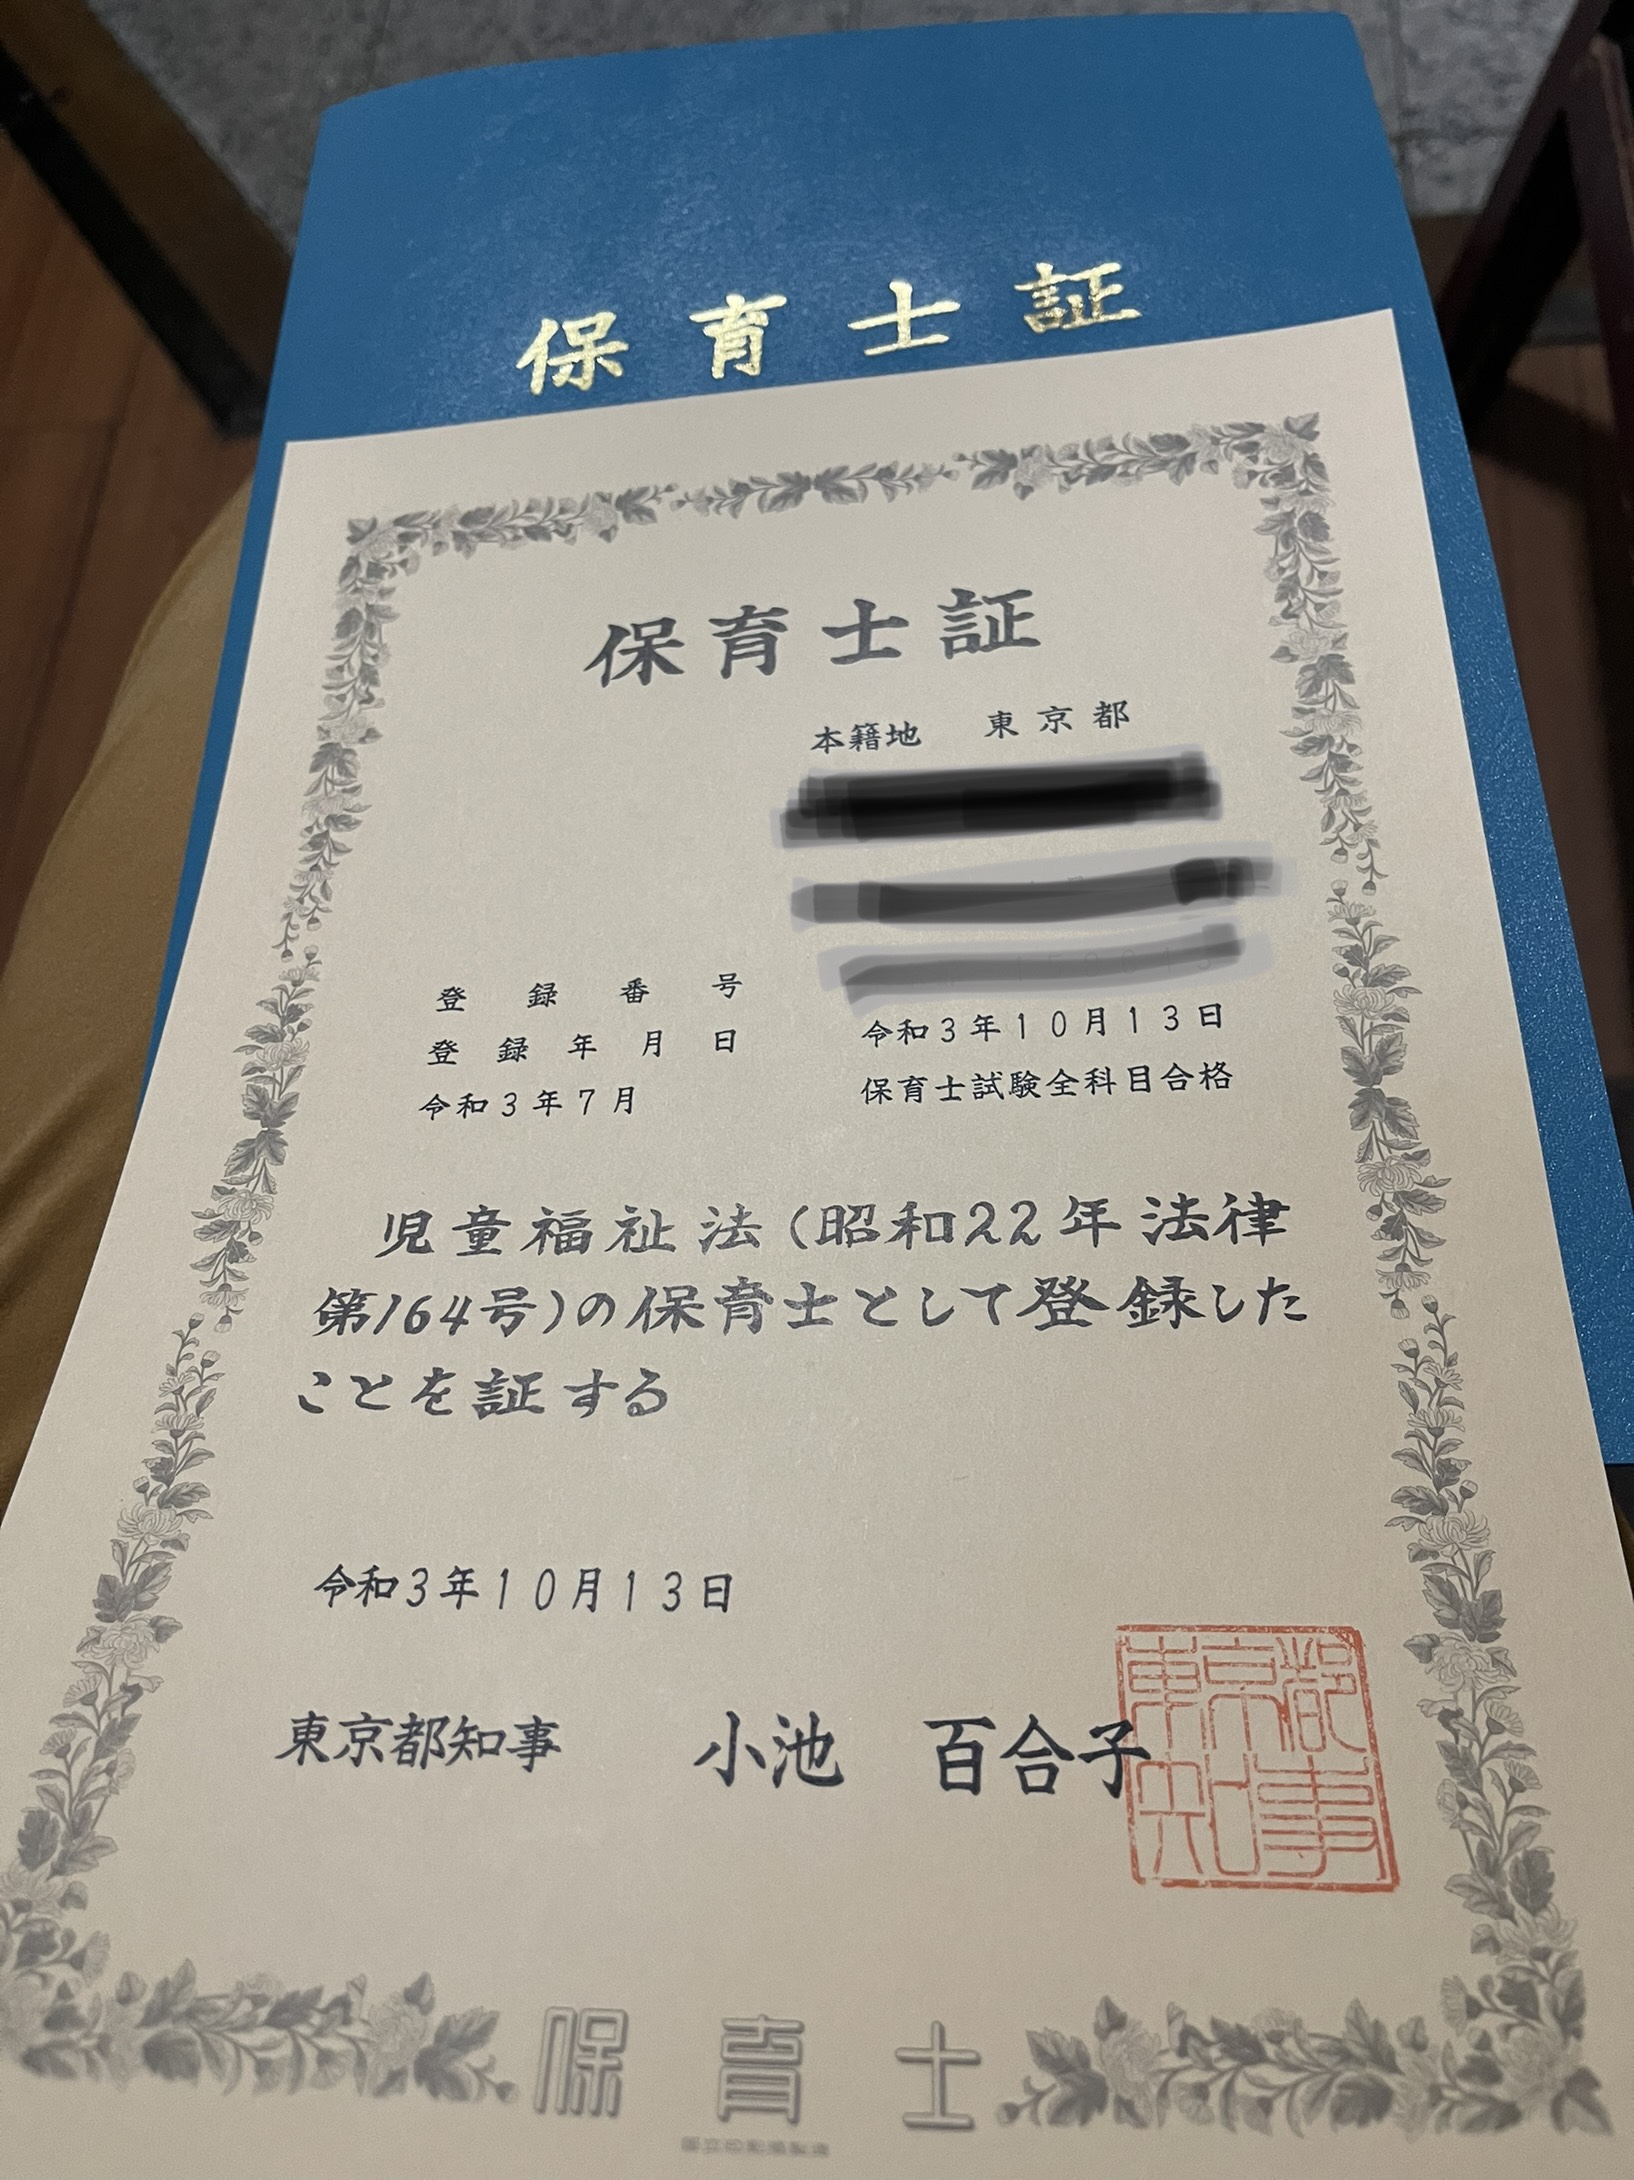 保育士証
保育士証
本籍地 東京都
登録番号
登録年月日 令和3年10月13日
令和3年7月 保育士試験全科目合格
児童福祉法(昭和22年法律
第164号)の保育士として登録した
ことを証する
令和3年10月13日
東京都知事 小池 百合子
東京都
知事
保育士